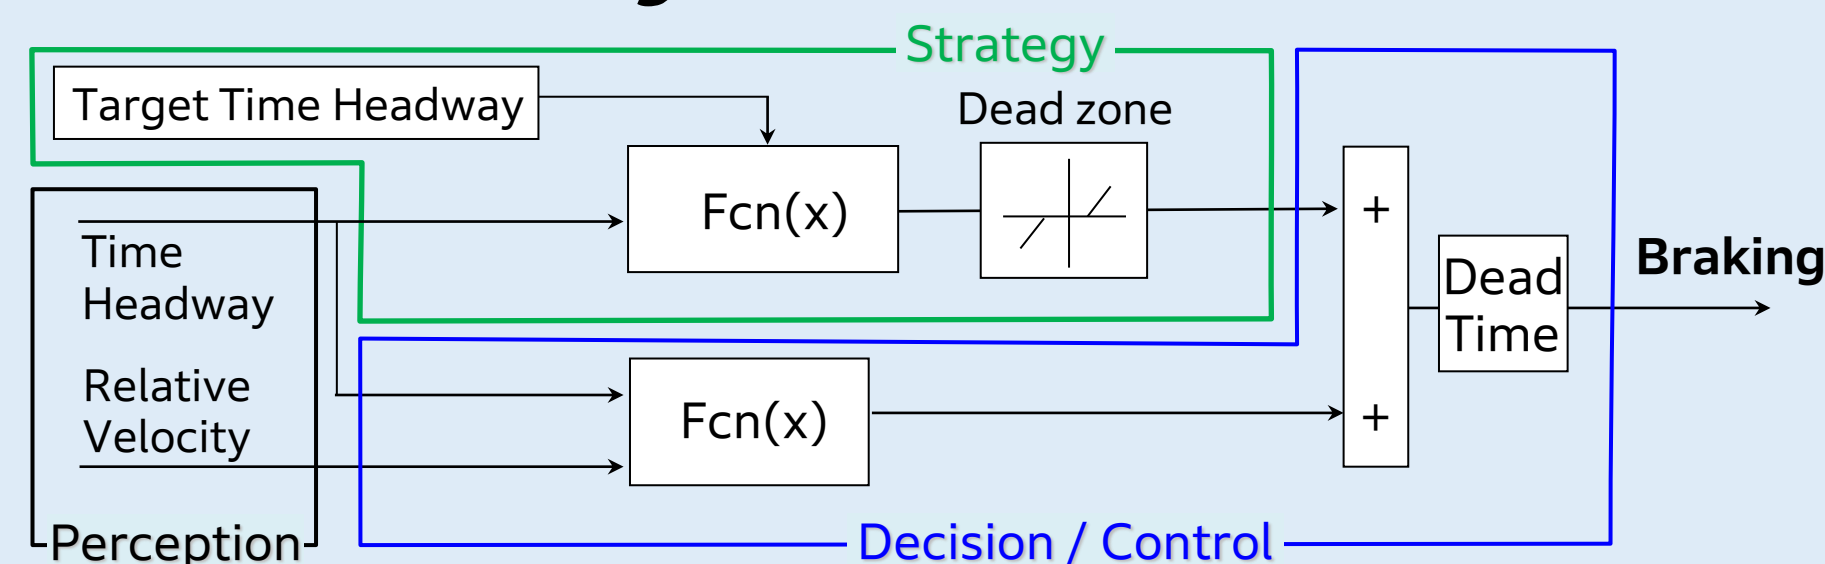 Strategy
Target Time Headway
Dead zone
Fcn(x)
+
Time
Headway
Braking
Dead
Time
Relative
Velocity
Fcn(x)
+
Perception
Decision / Control